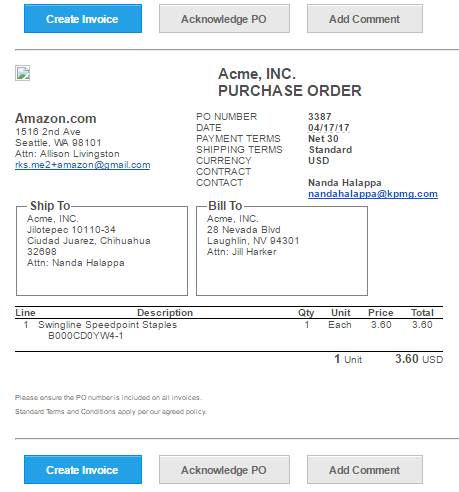 Create Invoice Acknowledge PO Add Comment
Acme, INC.
PURCHASE ORDER
Amazon.com
1516 2nd Ave
Seattle, WA 98101
Attn: Allison Livingston
rks.me2+amazon@gmail.com
PO NUMBER 3387
DATE 04/17/17
PAYMENT TERMS Net 30
SHIPPING TERMS Standard
CURRENCY USD
CONTRACT
CONTACT Nanda Halappa
nandahalappa@kpmg.com
Ship To
Acme, INC.
Jilotepec 10110-34
Ciudad Juarez, Chihuahua
32698
Attn: Nanda Halappa
Bill To
Acme, INC.
28 Nevada Blvd
Laughlin, NV 94301
Attn: Jill Harker
Line Description Qty Unit Price Total
1 Swingline Speedpoint Staples 1 Each 3.60 3.60
B000CD0YW4-1
1 Unit 3.60 USD
Please ensure the PO number is included on all invoices.
Standard Terms and Conditions apply per our agreed policy.
Create Invoice Acknowledge PO Add Comment